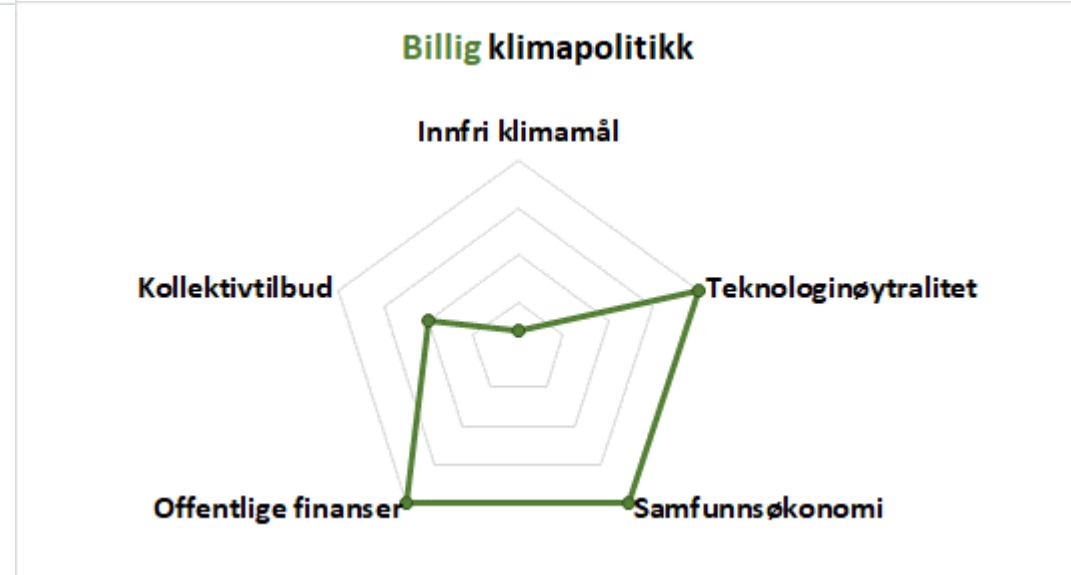 Billig klimapolitikk
Innfri klimamål
Kollektivtilbud
Teknologinøytralitet
Offentlige finanser
Samfunnsøkonomi